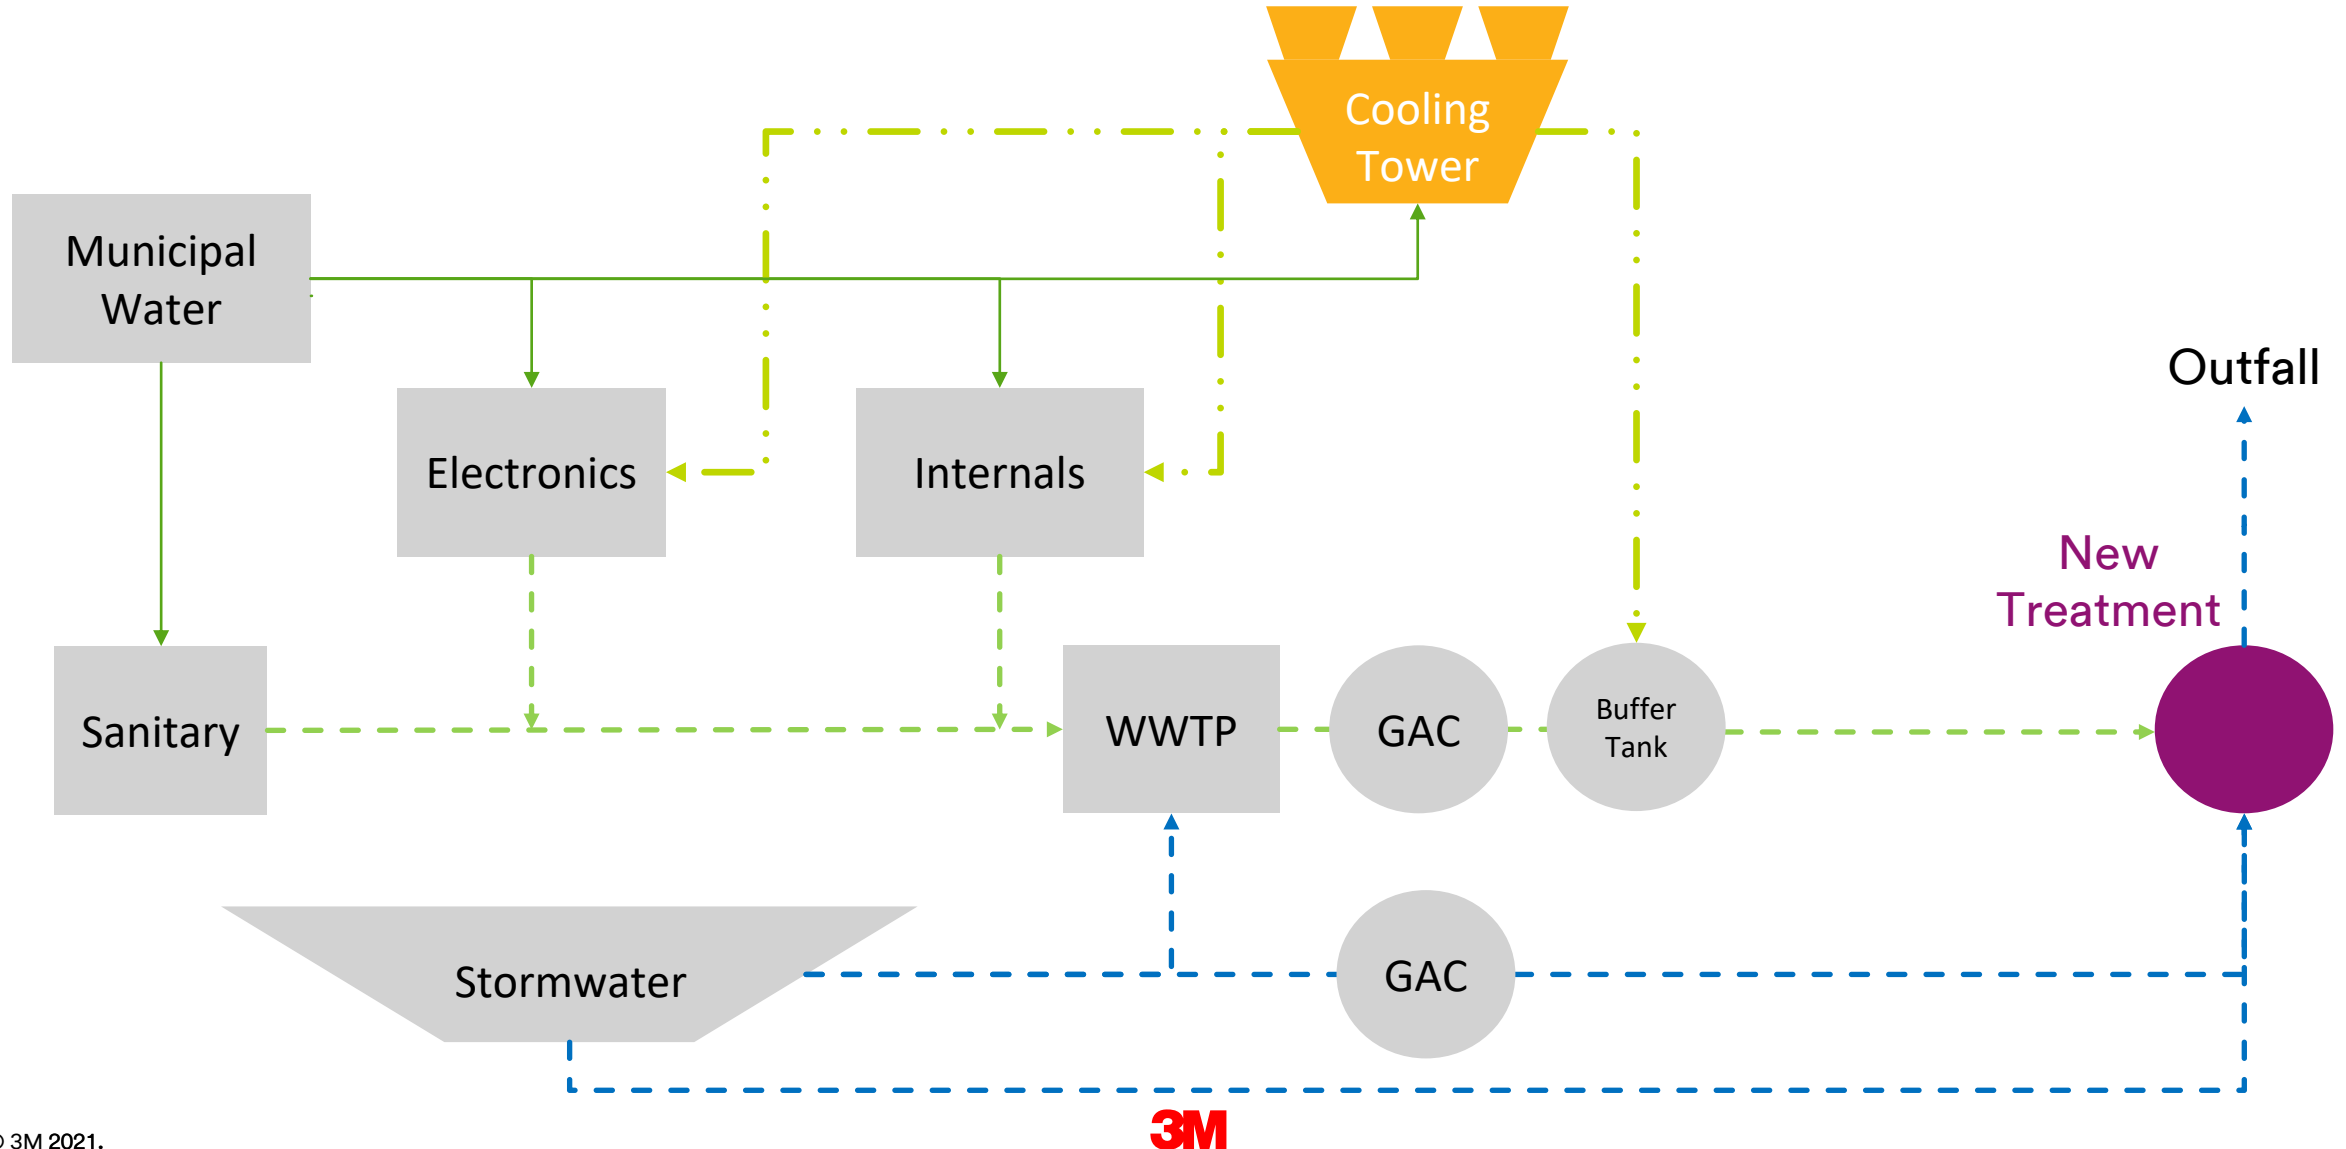 Cooling
Tower
Municipal
Water
Outfall
Electronics
Internals
New
Treatment
Sanitary
WWTP
GAC
Buffer
Tank
Stormwater
GAC
3M
© 3M 2021.